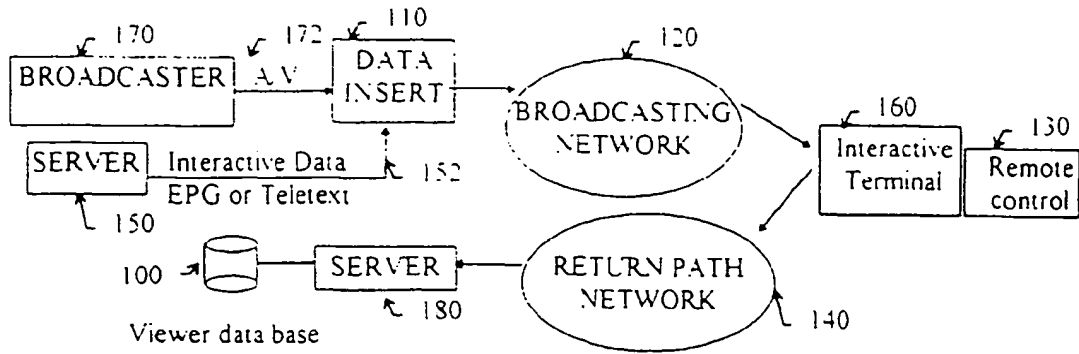 170
172
110
120
BROADCASTER
A/V
DATA
INSERT
BROADCASTING
NETWORK
160
130
SERVER
Interactive Data
EPG or Teletext
152
Interactive
Terminal
Remote
control
150
100
SERVER
RETURN PATH
NETWORK
180
140
Viewer data base